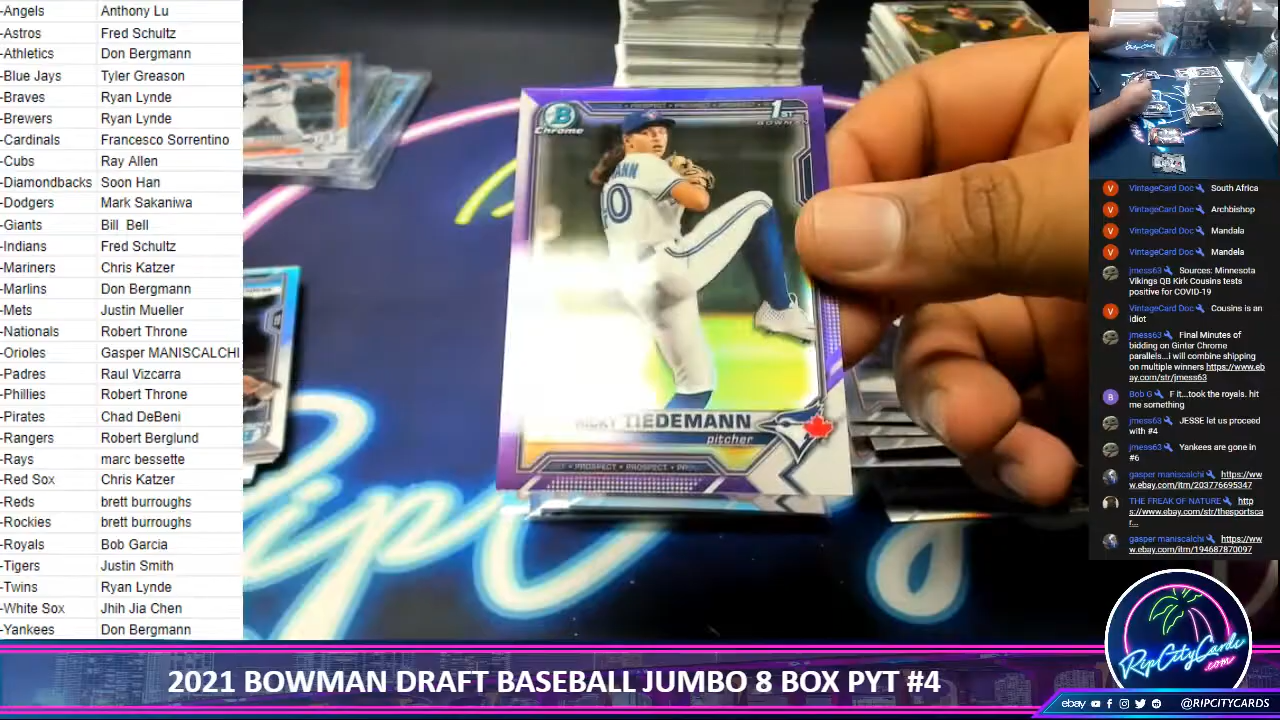 -Angels Anthony Lu
-Astros Fred Schultz
-Athletics Don Bergmann
-Blue Jays Tyler Greason
-Braves Ryan Lynde
-Brewers Ryan Lynde
-Cardinals Francesco Sorrentino
-Cubs Ray Allen
-Diamondbacks Soon Han
-Dodgers Mark Sakaniwa
-Giants Bill Bell
-Indians Fred Schultz
-Mariners Chris Katzer
-Marlins Don Bergmann
-Mets Justin Mueller
-Nationals Robert Throne
-Orioles Gasper MANISCALCHI
-Padres Raul Vizcarra
-Phillies Robert Throne
-Pirates Chad DeBeni
-Rangers Robert Berglund
-Rays marc bessette
-Red Sox Chris Katzer
-Reds brett burroughs
-Rockies brett burroughs
-Royals Bob Garcia
-Tigers Justin Smith
-Twins Ryan Lynde
-White Sox Jhih Jia Chen
-Yankees Don Bergmann
PROSPECT • PROSPECT • PROSPECT
B
Chrome
1ST
BOWMAN
MANN
TIEDEMANN
pitcher
• PROSPECT • PROSPECT •
VintageCard Doc South Africa
VintageCard Doc Archbishop
VintageCard Doc Mandala
VintageCard Doc Mandela
jmess63 Sources: Minnesota
Vikings QB Kirk Cousins tests
positive for COVID-19
VintageCard Doc Cousins is an
idiot
jmess63 Final Minutes of
bidding on Ginter Chrome
parallels...i will combine shipping
on multiple winners https://www.eb
ay.com/str/jmess63
Bob G F it...took the royals. hit
me something
jmess63 JESSE let us proceed
with #4
jmess63 Yankees are gone in
#6
gasper maniscalchi https://ww
w.ebay.com/itm/203776695347
THE FREAK OF NATURE http
s://www.ebay.com/str/thesportsca
r...
gasper maniscalchi https://ww
w.ebay.com/itm/194687870097
RipCityCards
.com
2021 BOWMAN DRAFT BASEBALL JUMBO 8 BOX PYT #4
ebay @RIPCITYCARDS